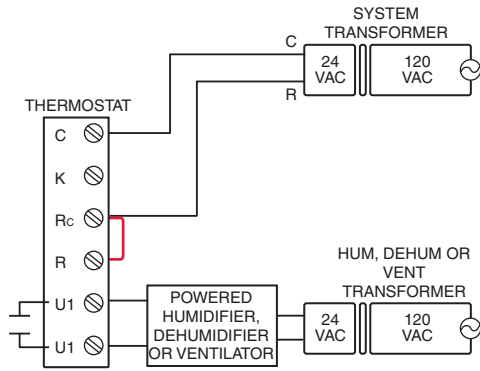 SYSTEM
TRANSFORMER
C
R
24
VAC
120
VAC
THERMOSTAT
C
K
Rc
R
U1
U1
POWERED
HUMIDIFIER,
DEHUMIDIFIER
OR VENTILATOR
HUM, DEHUM OR
VENT
TRANSFORMER
24
VAC
120
VAC